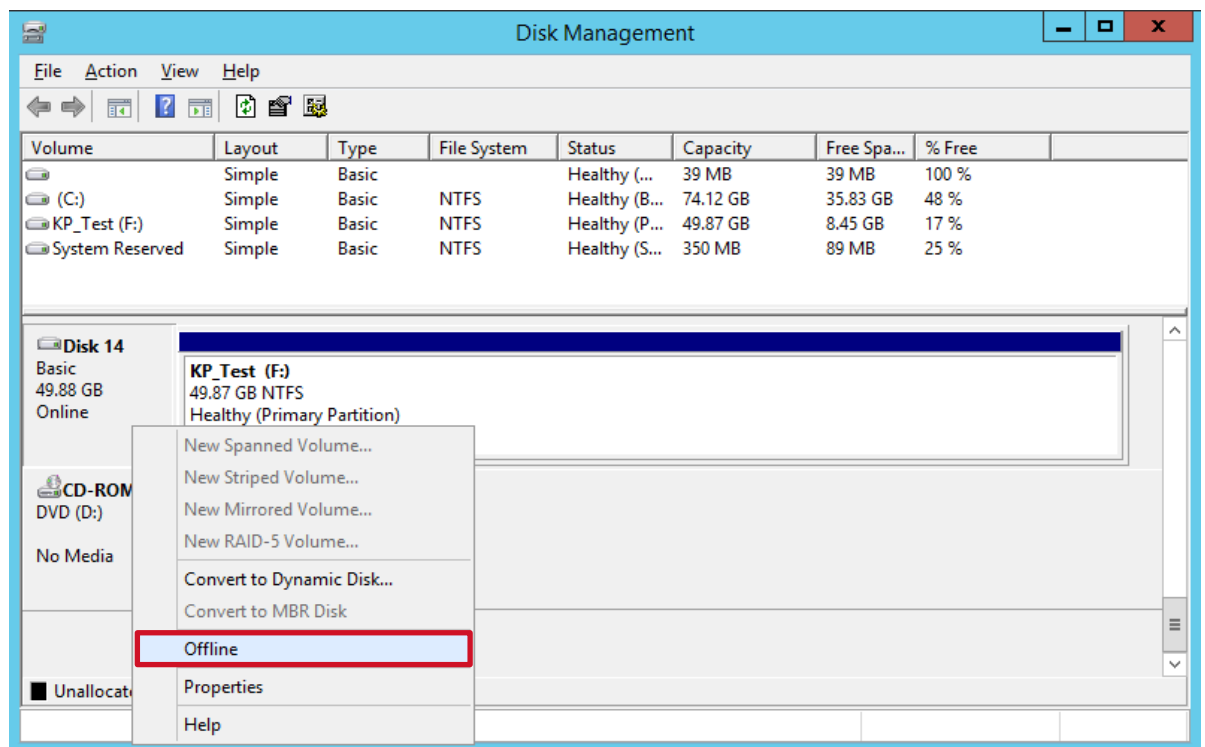 Disk Management
File Action View Help
Volume Layout Type File System Status Capacity Free Spa... % Free
Simple Basic Healthy (... 39 MB 39 MB 100 %
(C:) Simple Basic NTFS Healthy (B... 74.12 GB 35.83 GB 48 %
KP_Test (F:) Simple Basic NTFS Healthy (P... 49.87 GB 8.45 GB 17 %
System Reserved Simple Basic NTFS Healthy (S... 350 MB 89 MB 25 %
Disk 14
Basic
49.88 GB
Online
KP_Test (F:)
49.87 GB NTFS
Healthy (Primary Partition)
CD-ROM
DVD (D:)
No Media
New Spanned Volume...
New Striped Volume...
New Mirrored Volume...
New RAID-5 Volume...
Convert to Dynamic Disk...
Convert to MBR Disk
Offline
Properties
Help